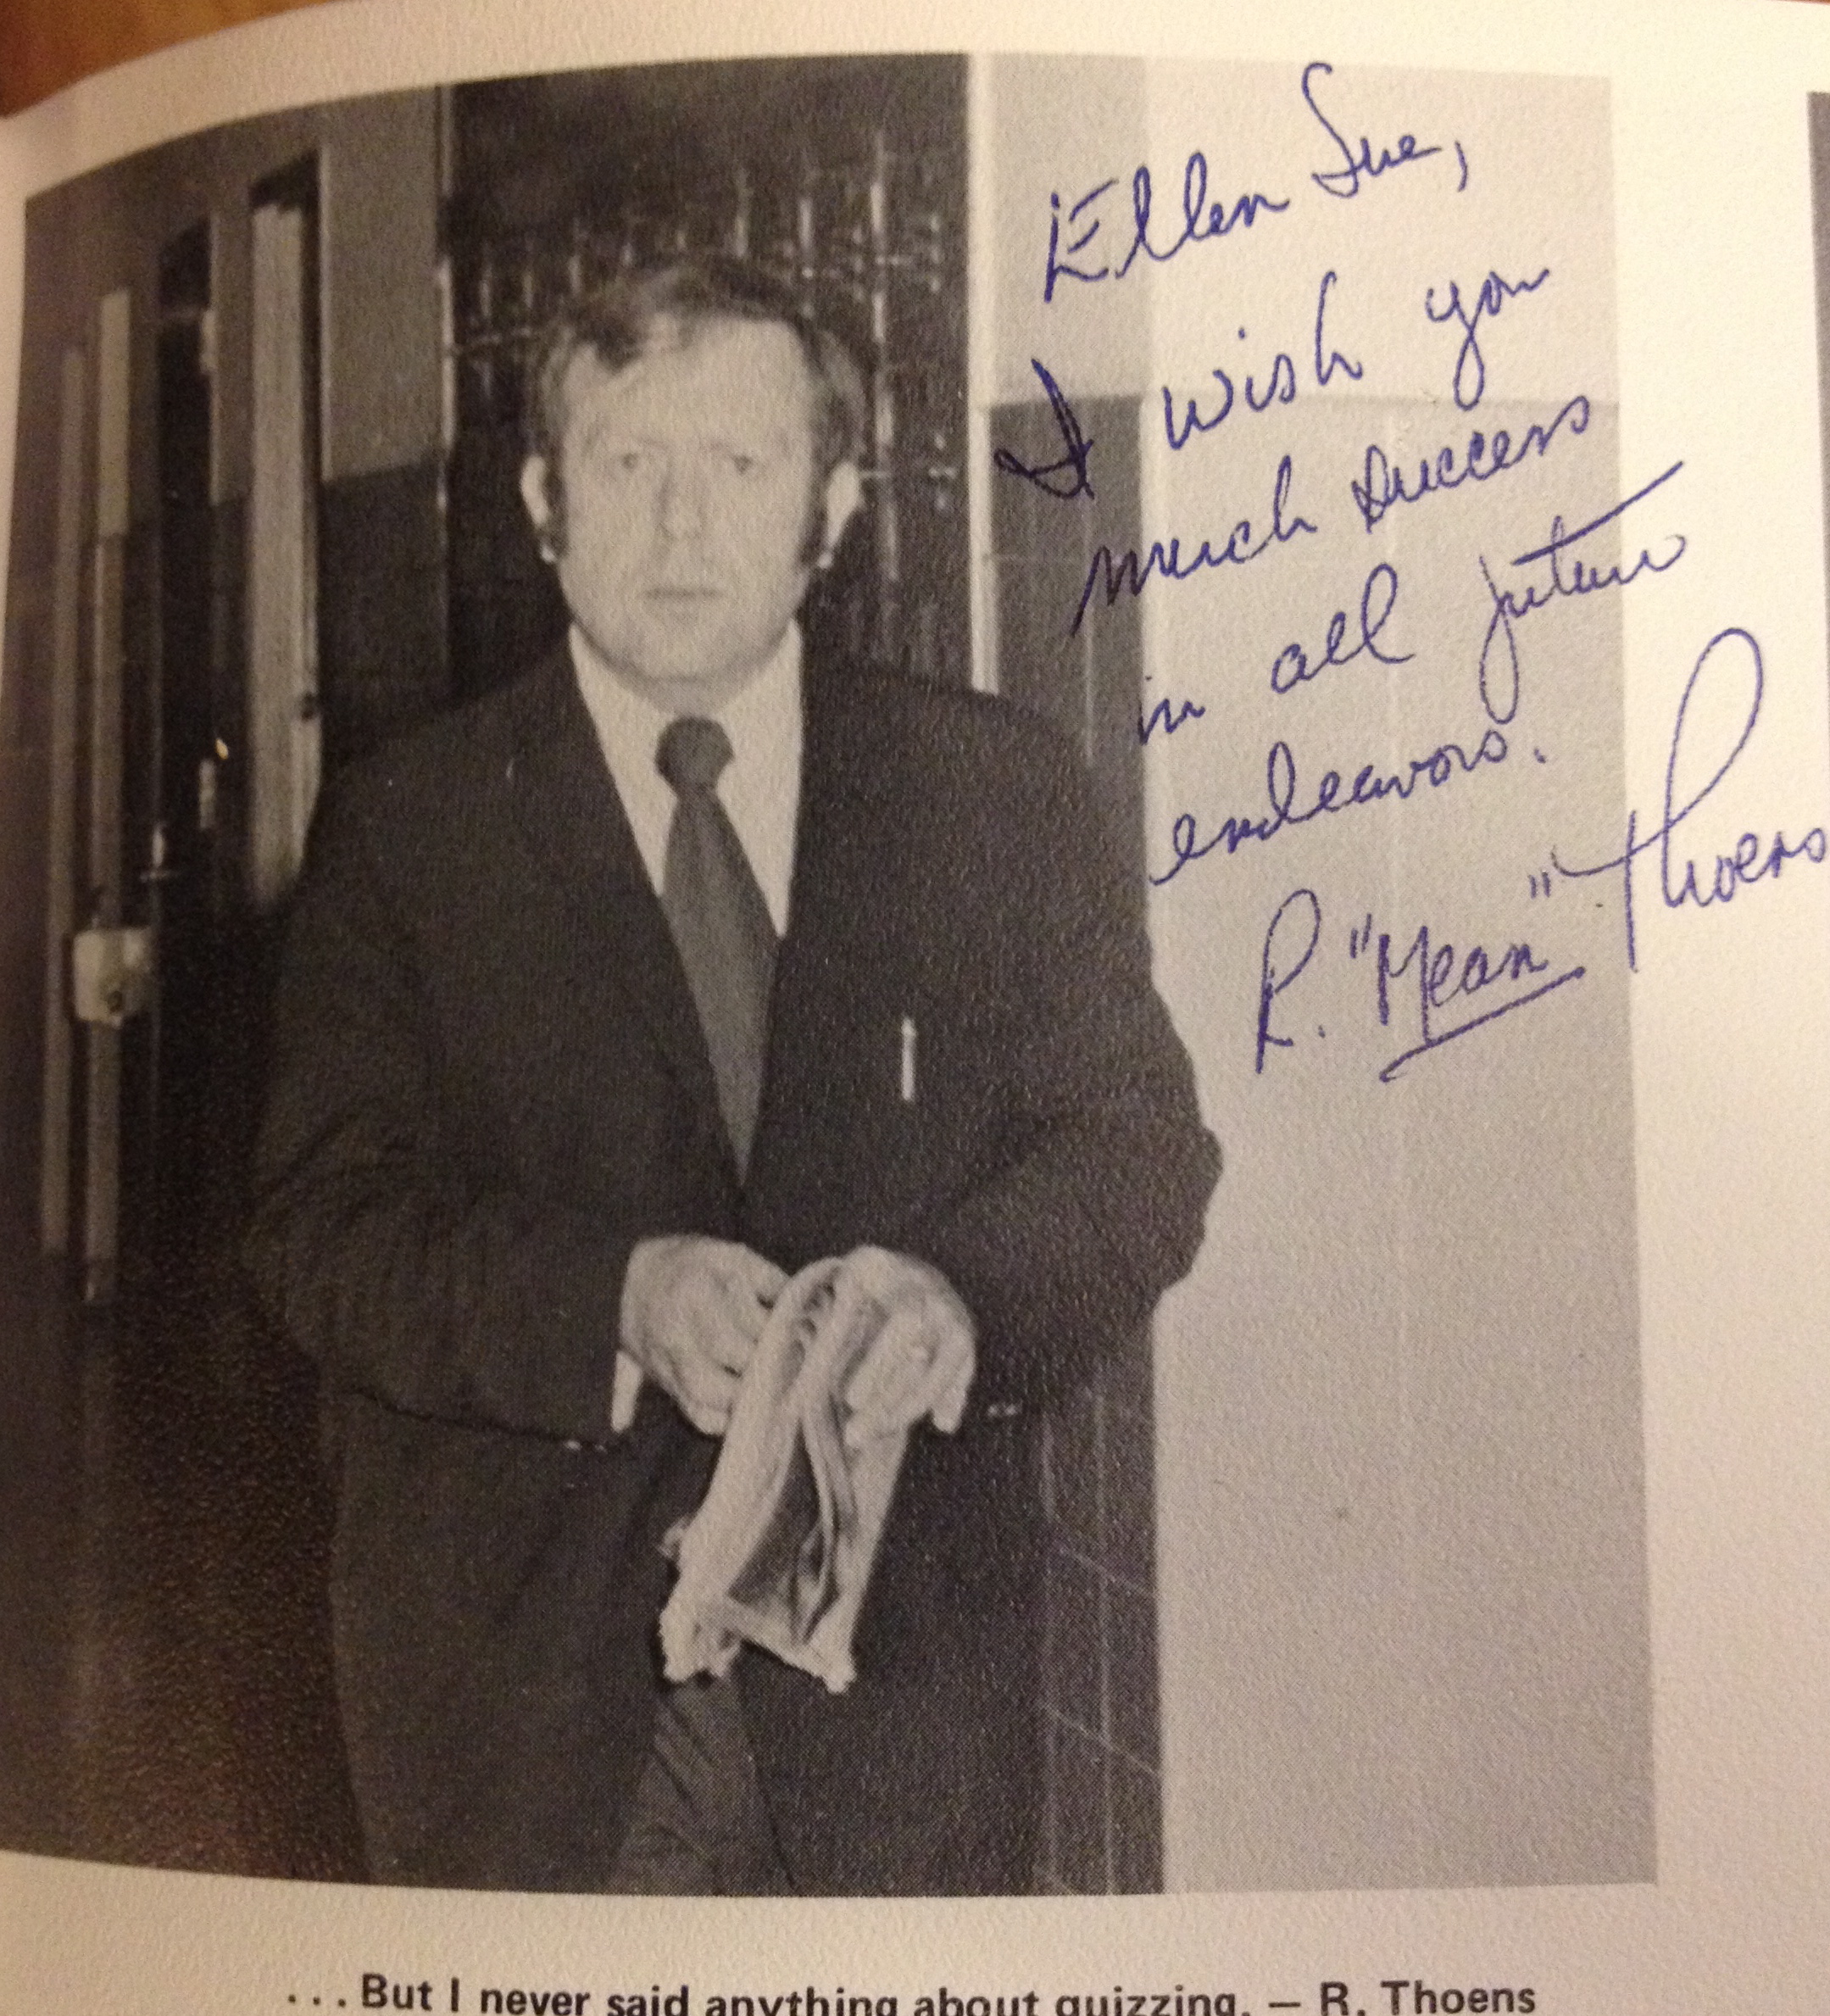 Ellen Sue,
I wish you
much success
in all future
endeavors.
R. "Mean" Thoens
...But I never said anything about quizzing. — R. Thoens